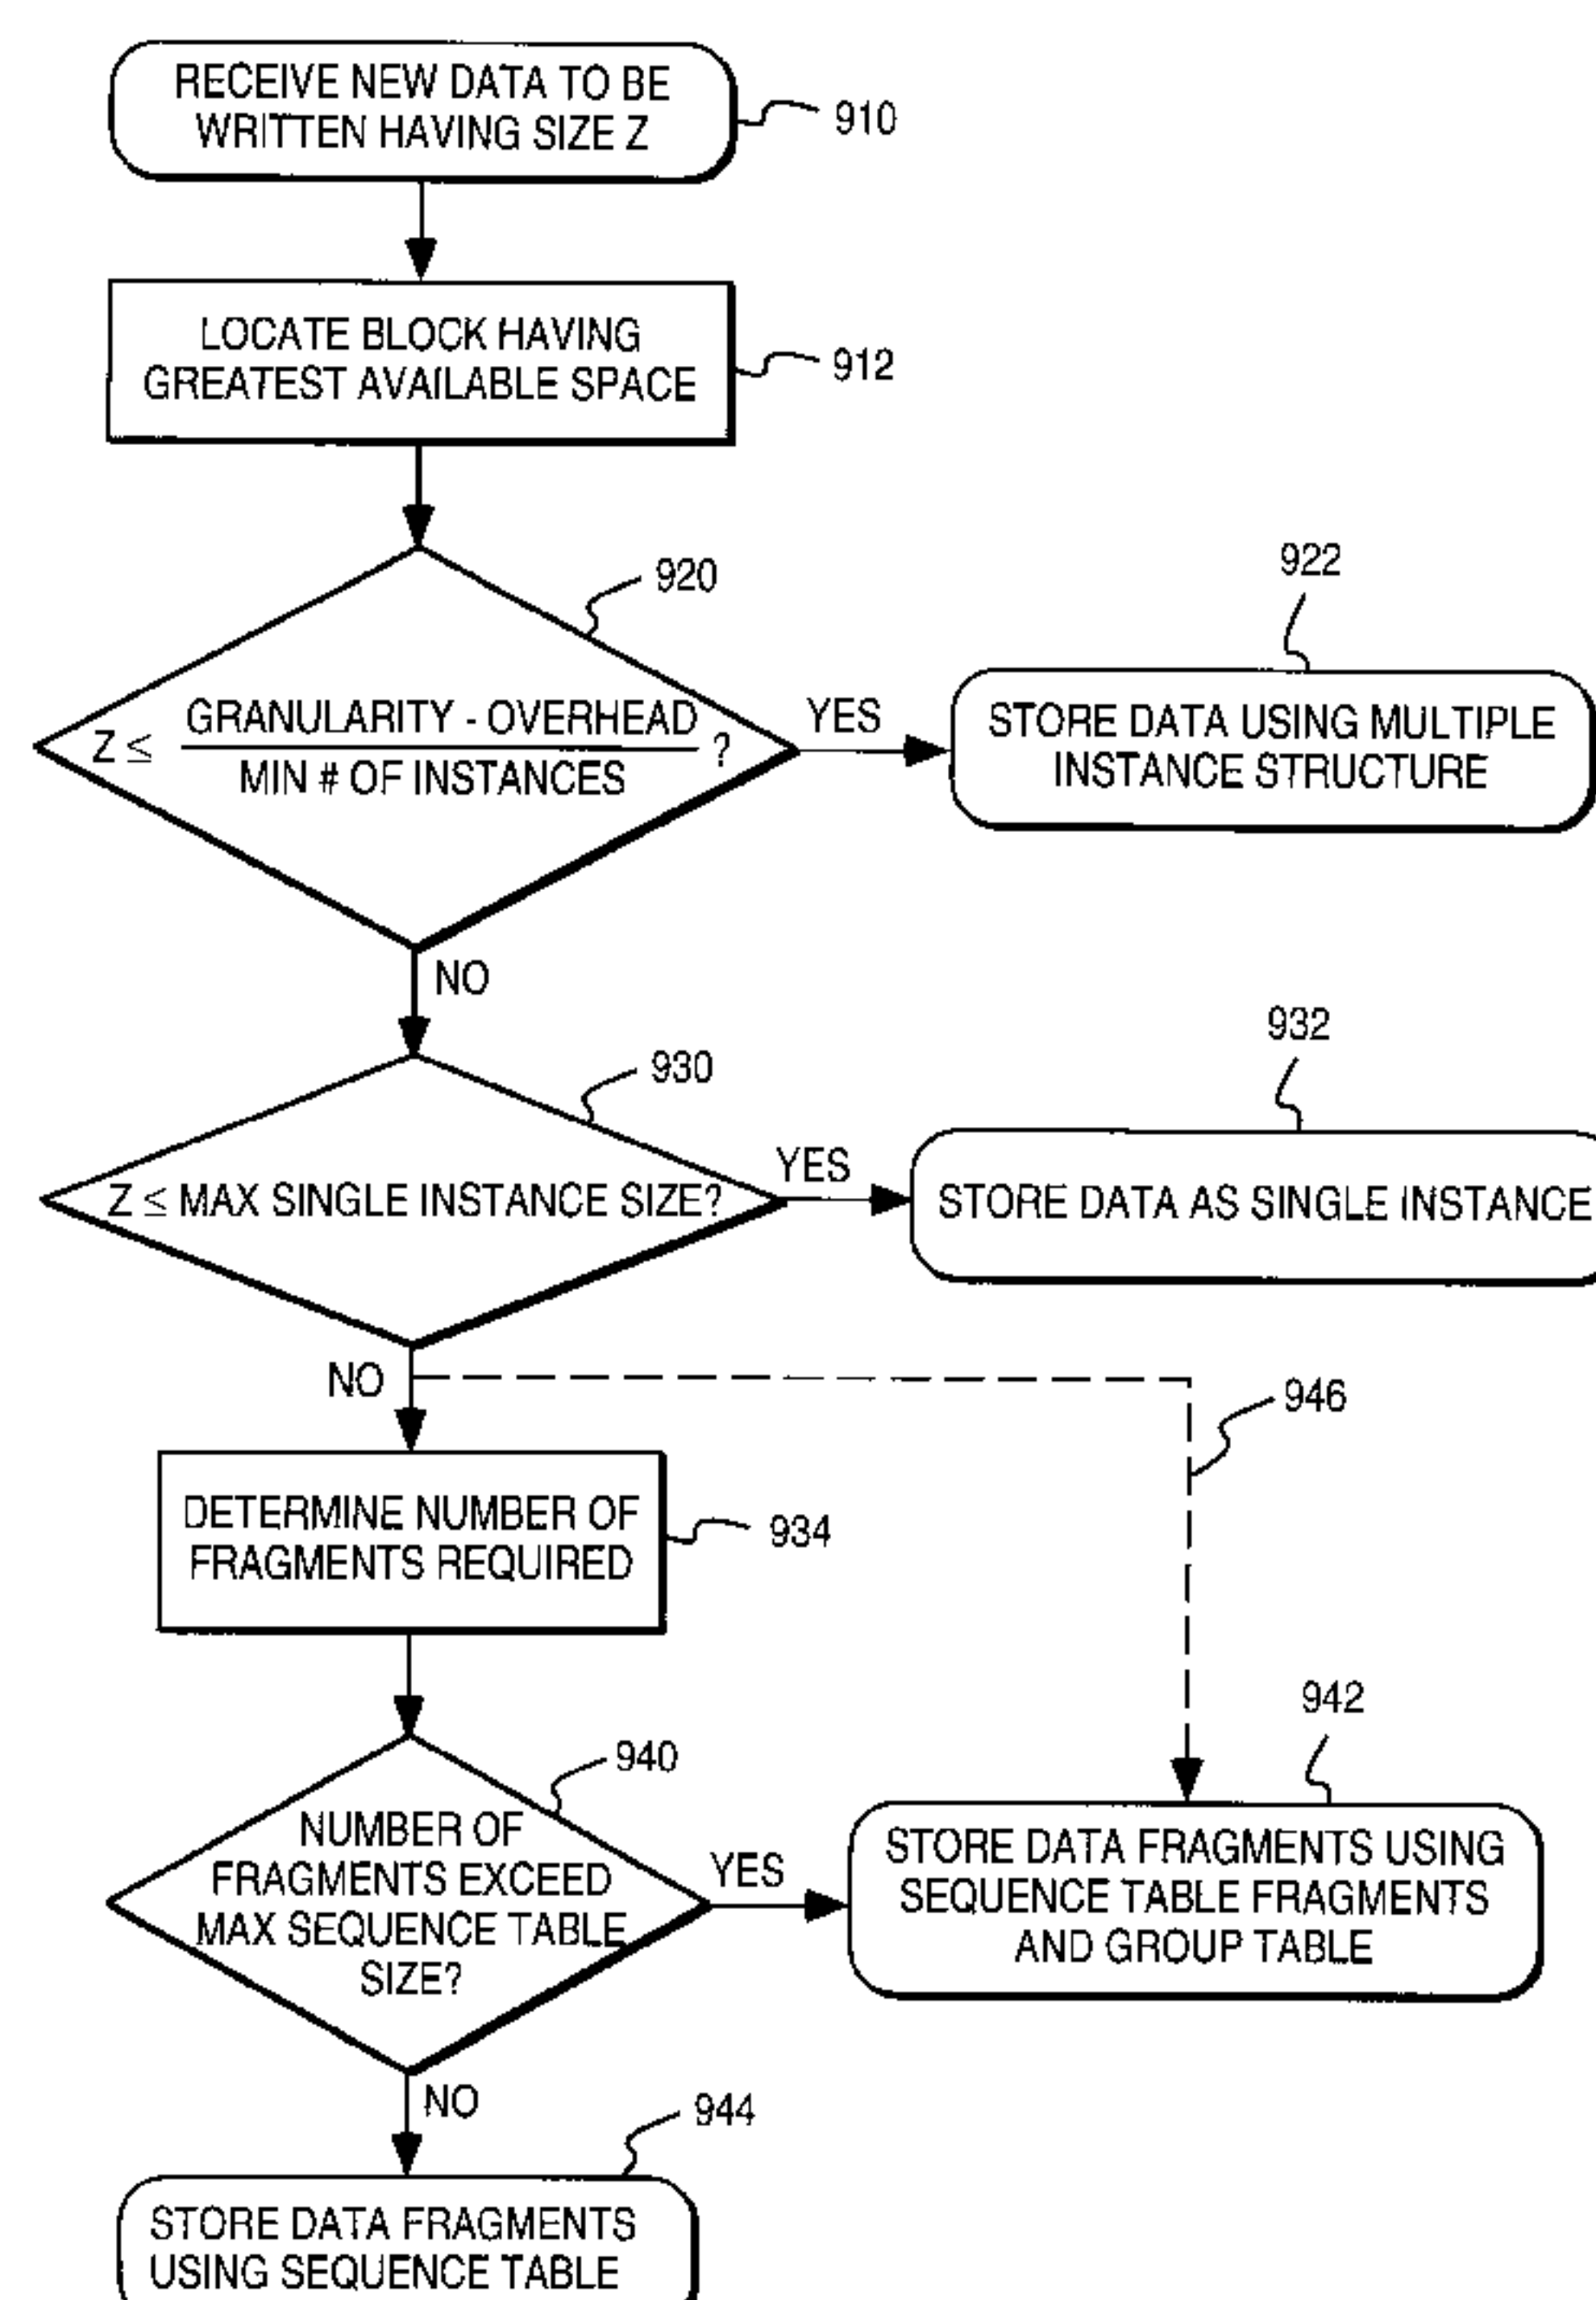 RECEIVE NEW DATA TO BE
WRITTEN HAVING SIZE Z
910
LOCATE BLOCK HAVING
GREATEST AVAILABLE SPACE
912
920
922
GRANULARITY - OVERHEAD
Z ≤ ?
MIN # OF INSTANCES
YES
STORE DATA USING MULTIPLE
INSTANCE STRUCTURE
NO
930
932
Z ≤ MAX SINGLE INSTANCE SIZE?
YES
STORE DATA AS SINGLE INSTANCE
NO
946
DETERMINE NUMBER OF
FRAGMENTS REQUIRED
934
940
942
NUMBER OF
FRAGMENTS EXCEED
MAX SEQUENCE TABLE
SIZE?
YES
STORE DATA FRAGMENTS USING
SEQUENCE TABLE FRAGMENTS
AND GROUP TABLE
NO
944
STORE DATA FRAGMENTS
USING SEQUENCE TABLE